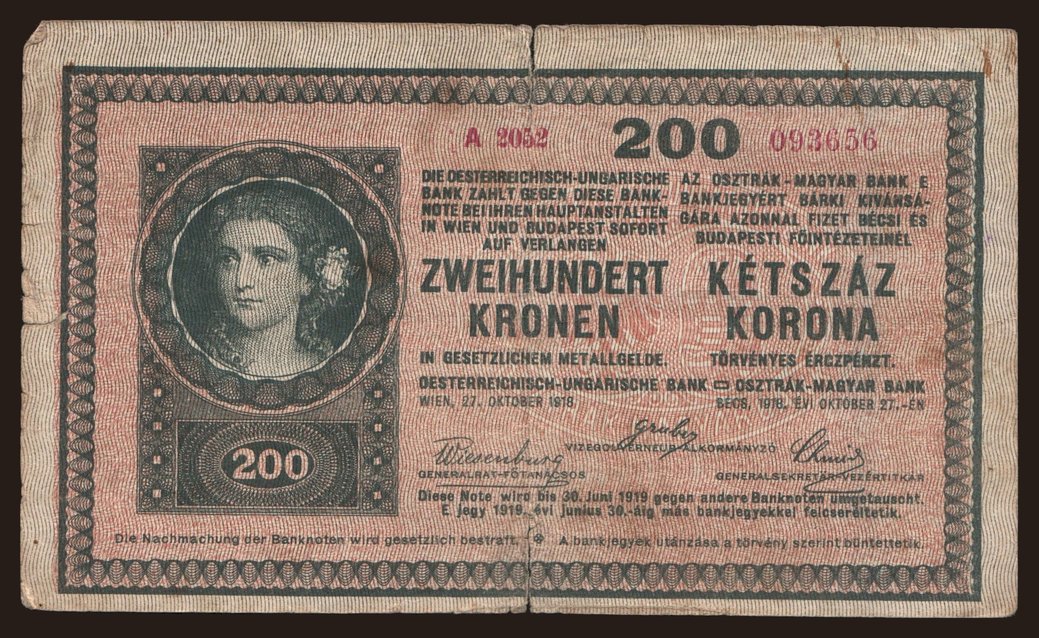 A 2052 200 093656
DIE OESTERREICHISCH-UNGARISCHE
BANK ZAHLT GEGEN DIESE BANK-
NOTE BEI IHREN HAUPTANSTALTEN
IN WIEN UND BUDAPEST SOFORT
AUF VERLANGEN
ZWEIHUNDERT
KRONEN
IN GESETZLICHEM METALLGELDE.
AZ OSZTRÁK-MAGYAR BANK E
BANKJEGYÉRT BÁRKI KIVÁNSÁ-
GÁRA AZONNAL FIZET BÉCSI ÉS
BUDAPESTI FŐINTÉZETEINÉL
KÉTSZÁZ
KORONA
TÖRVÉNYES ÉRCZPÉNZT.
OESTERREICHISCH-UNGARISCHE BANK OSZTRÁK-MAGYAR BANK
WIEN, 27. OKTOBER 1918. BÉCS, 1918. ÉVI OKTÓBER 27.-ÉN
Wiesenburg
GENERALRAT-FŐTANÁCSOS
Gruber
VIZEGOUVERNEUR-ALKORMÁNYZÓ
Schmid
GENERALSEKRETÄR-VEZÉRTITKÁR
200
Diese Note wird bis 30. Juni 1919 gegen andere Banknoten umgetauscht.
E jegy 1919. évi junius 30.-áig más bankjegyekkel felcseréltetik.
Die Nachmachung der Banknoten wird gesetzlich bestraft. A bankjegyek utánzása a törvény szerint büntettetik.